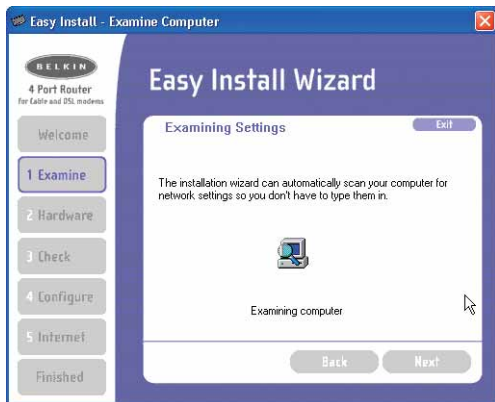 Easy Install - Examine Computer
BELKIN
4 Port Router
For Cable and DSL modems
Easy Install Wizard
Welcome
1 Examine
2 Hardware
3 Check
4 Configure
5 Internet
Finished
Examining Settings
Exit
The installation wizard can automatically scan your computer for
network settings so you don't have to type them in.
Examining computer
Back
Next